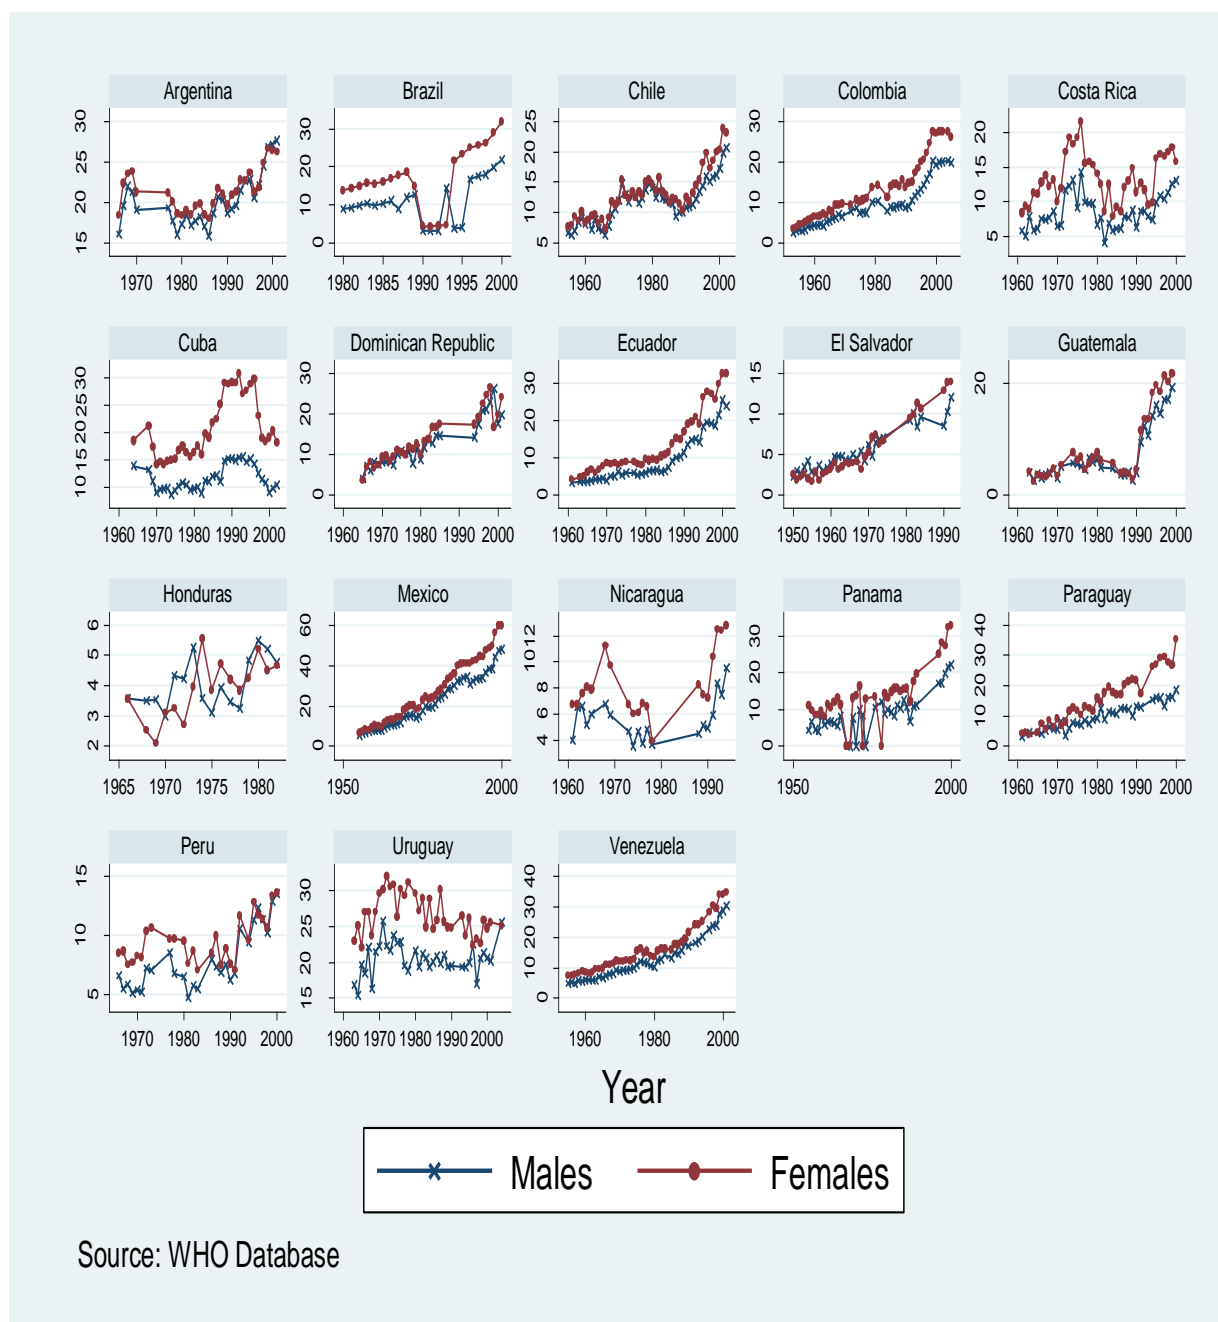 Argentina Brazil Chile Colombia Costa Rica
15 20 25 30
1970 1980 1990 2000
0 10 20 30
1980 1985 1990 1995 2000
5 10 15 20 25
1960 1980 2000
0 10 20 30
1960 1980 2000
5 10 15 20
1960 1970 1980 1990 2000
Cuba Dominican Republic Ecuador El Salvador Guatemala
10 15 20 25 30
1960 1970 1980 1990 2000
0 10 20 30
1970 1980 1990 2000
0 10 20 30
1960 1970 1980 1990 2000
0 5 10 15
1950 1960 1970 1980 1990
0 20
1960 1970 1980 1990 2000
Honduras Mexico Nicaragua Panama Paraguay
2 3 4 5 6
1965 1970 1975 1980
0 20 40 60
1950 2000
4 6 8 10 12
1960 1970 1980 1990
0 10 20 30
1950 2000
0 10 20 30 40
1960 1970 1980 1990 2000
Peru Uruguay Venezuela
5 10 15
1970 1980 1990 2000
15 20 25 30
1960 1970 1980 1990 2000
0 10 20 30 40
1960 1980 2000
Year
Males Females
Source: WHO Database